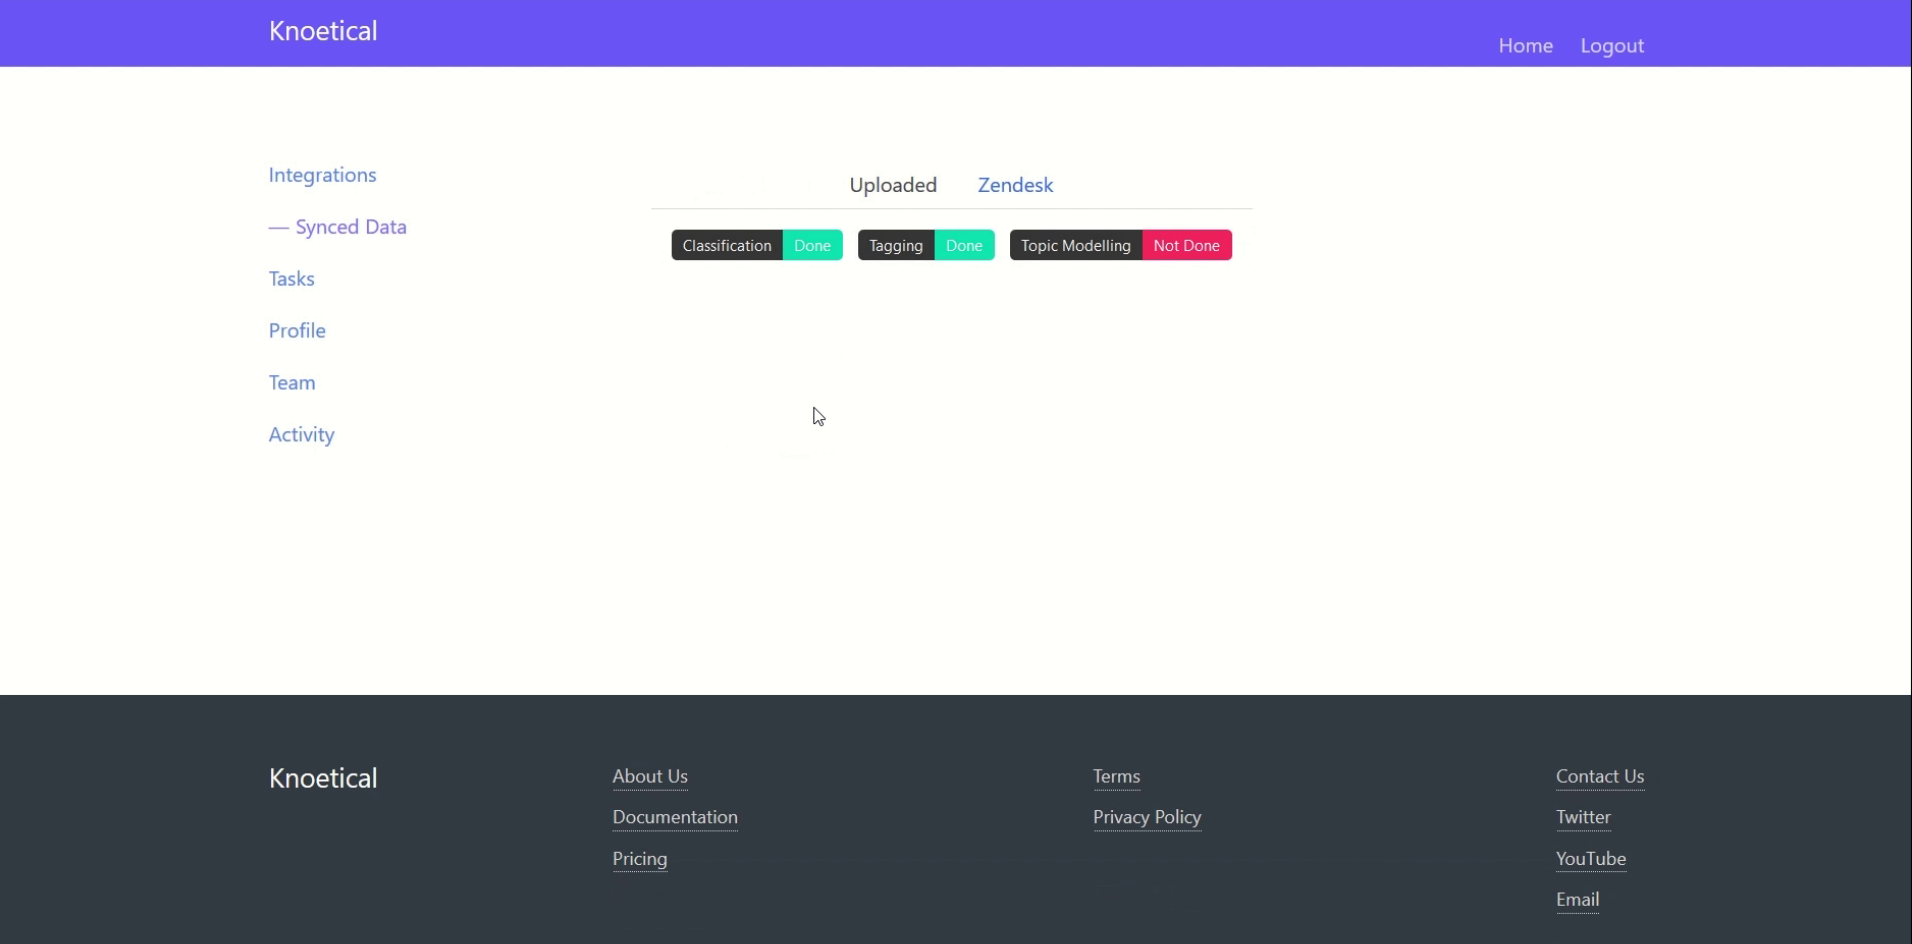 Knoetical
Home Logout
Integrations
— Synced Data
Tasks
Profile
Team
Activity
Uploaded Zendesk
Classification Done Tagging Done Topic Modelling Not Done
Knoetical
About Us
Documentation
Pricing
Terms
Privacy Policy
Contact Us
Twitter
YouTube
Email